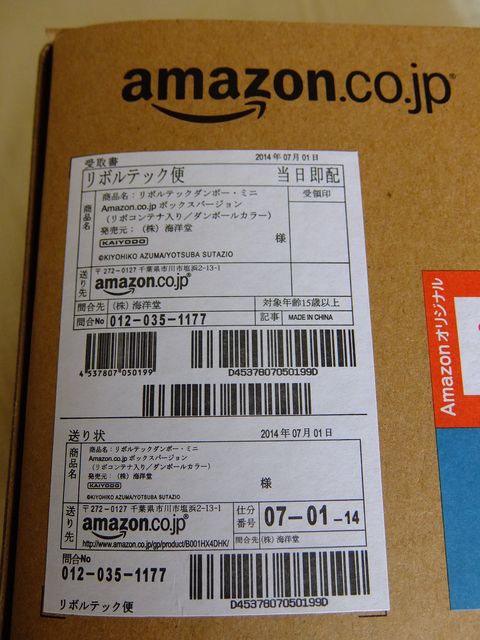 amazon.co.jp
受取書
2014年07月01日
リボルテック便
当日即配
商品名
商品名：リボルテックダンボー・ミニ
Amazon.co.jp ボックスバージョン
（リボコンテナ入り／ダンボールカラー）
発売元：（株）海洋堂
KAIYODO
様
©KIYOHIKO AZUMA/YOTSUBA SUTAZIO
受領印
送り先
〒272-0127 千葉県市川市塩浜2-13-1
amazon.co.jp
問合先
（株）海洋堂
対象年齢15歳以上
問合No
012-035-1177
記事
MADE IN CHINA
4 537807 050199
D4537807050199D
Amazon オリジナル
送り状
2014年07月01日
商品名
商品名：リボルテックダンボー・ミニ
Amazon.co.jp ボックスバージョン
（リボコンテナ入り／ダンボールカラー）
発売元：（株）海洋堂
KAIYODO
様
©KIYOHIKO AZUMA/YOTSUBA SUTAZIO
送り先
〒272-0127 千葉県市川市塩浜2-13-1
amazon.co.jp
http://www.amazon.co.jp/gp/product/B001HX4DHK/
仕分番号
07-01-14
問合先（株）海洋堂
問合No
012-035-1177
リボルテック便
D4537807050199D